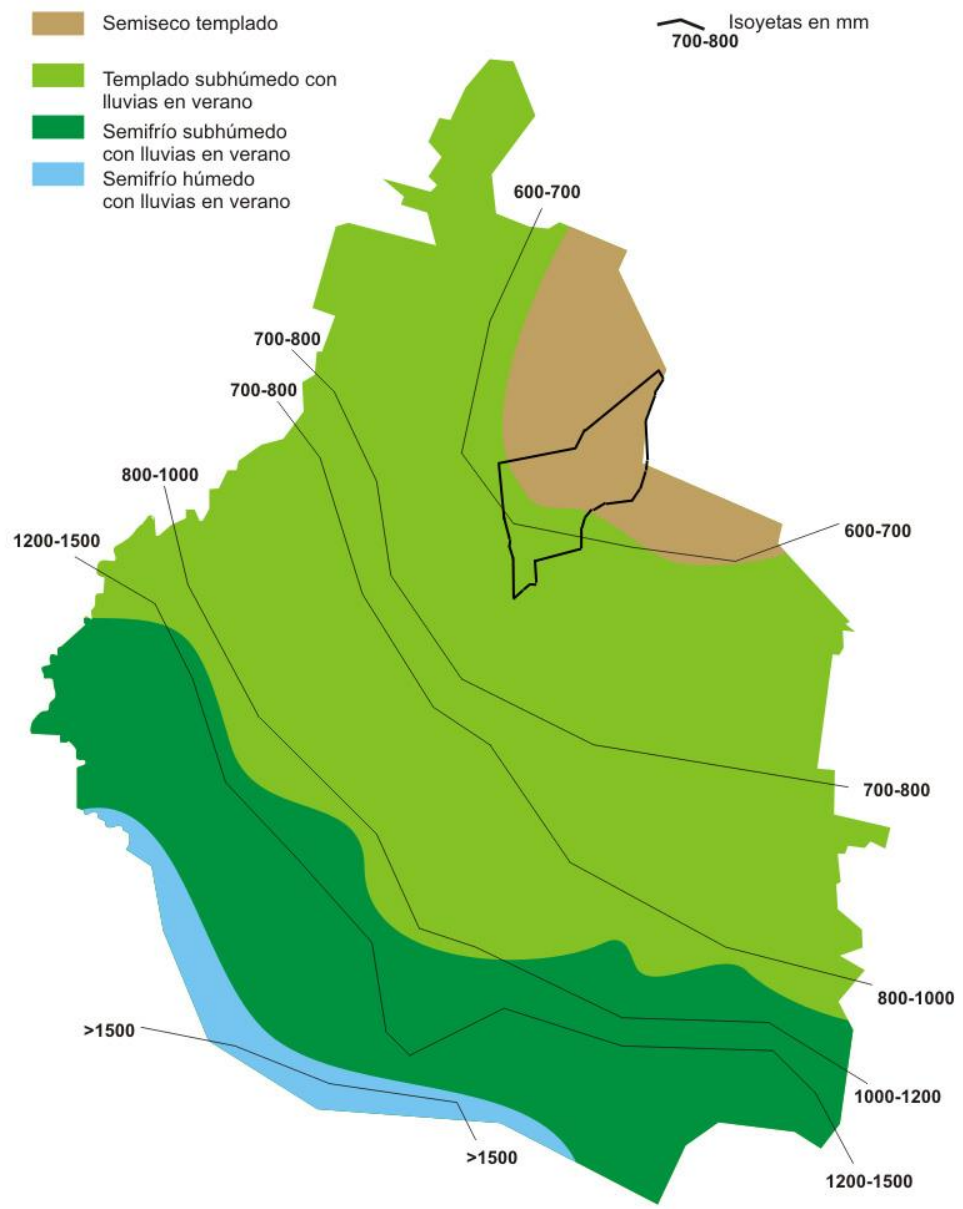 Semiseco templado
Isoyetas en mm
700-800
Templado subhúmedo con
lluvias en verano
Semifrío subhúmedo
con lluvias en verano
Semifrío húmedo
con lluvias en verano
600-700
700-800
700-800
800-1000
600-700
1200-1500
700-800
800-1000
>1500
1000-1200
>1500
1200-1500